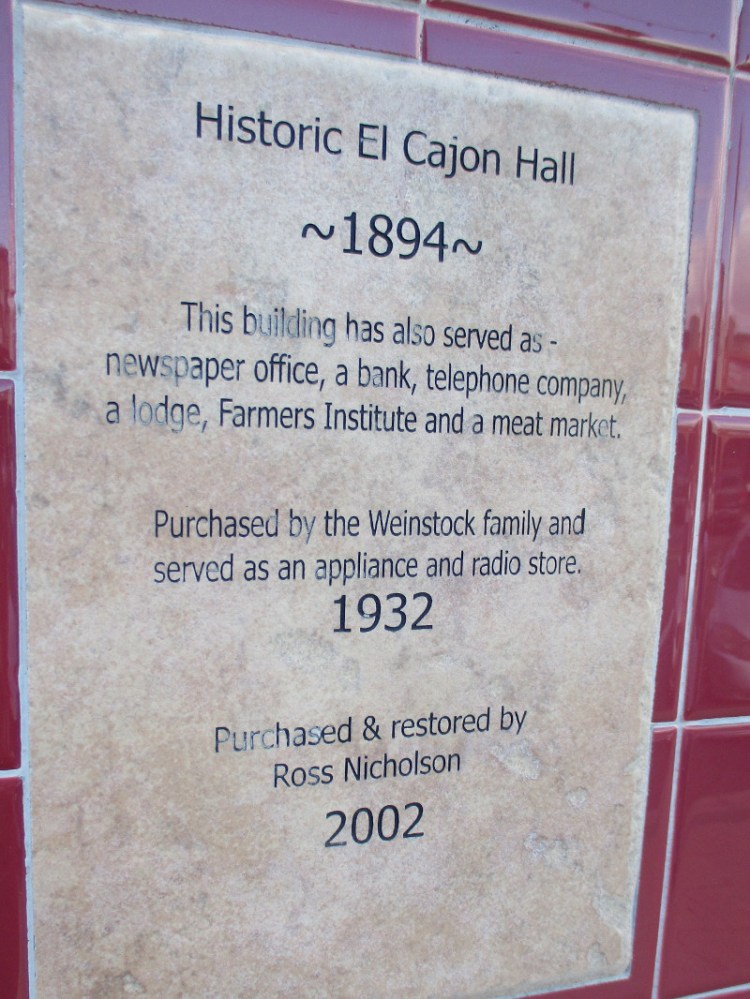 Historic El Cajon Hall
~1894~
This building has also served as -
newspaper office, a bank, telephone company,
a lodge, Farmers Institute and a meat market.
Purchased by the Weinstock family and
served as an appliance and radio store.
1932
Purchased & restored by
Ross Nicholson
2002